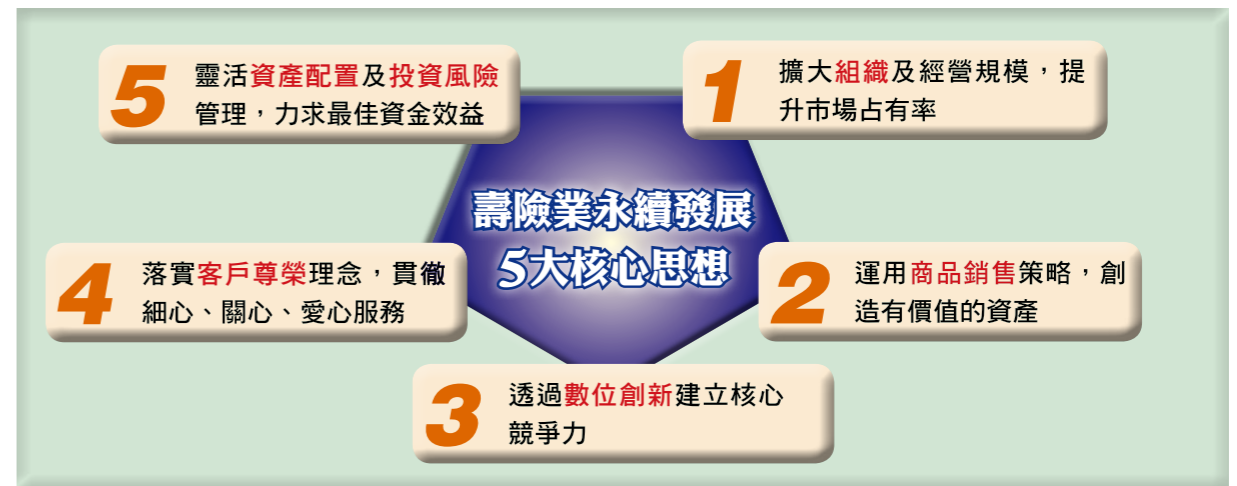 壽險業永續發展
5大核心思想
1
擴大組織及經營規模，提
升市場占有率
2
運用商品銷售策略，創
造有價值的資產
3
透過數位創新建立核心
競爭力
4
落實客戶尊榮理念，貫徹
細心、關心、愛心服務
5
靈活資產配置及投資風險
管理，力求最佳資金效益